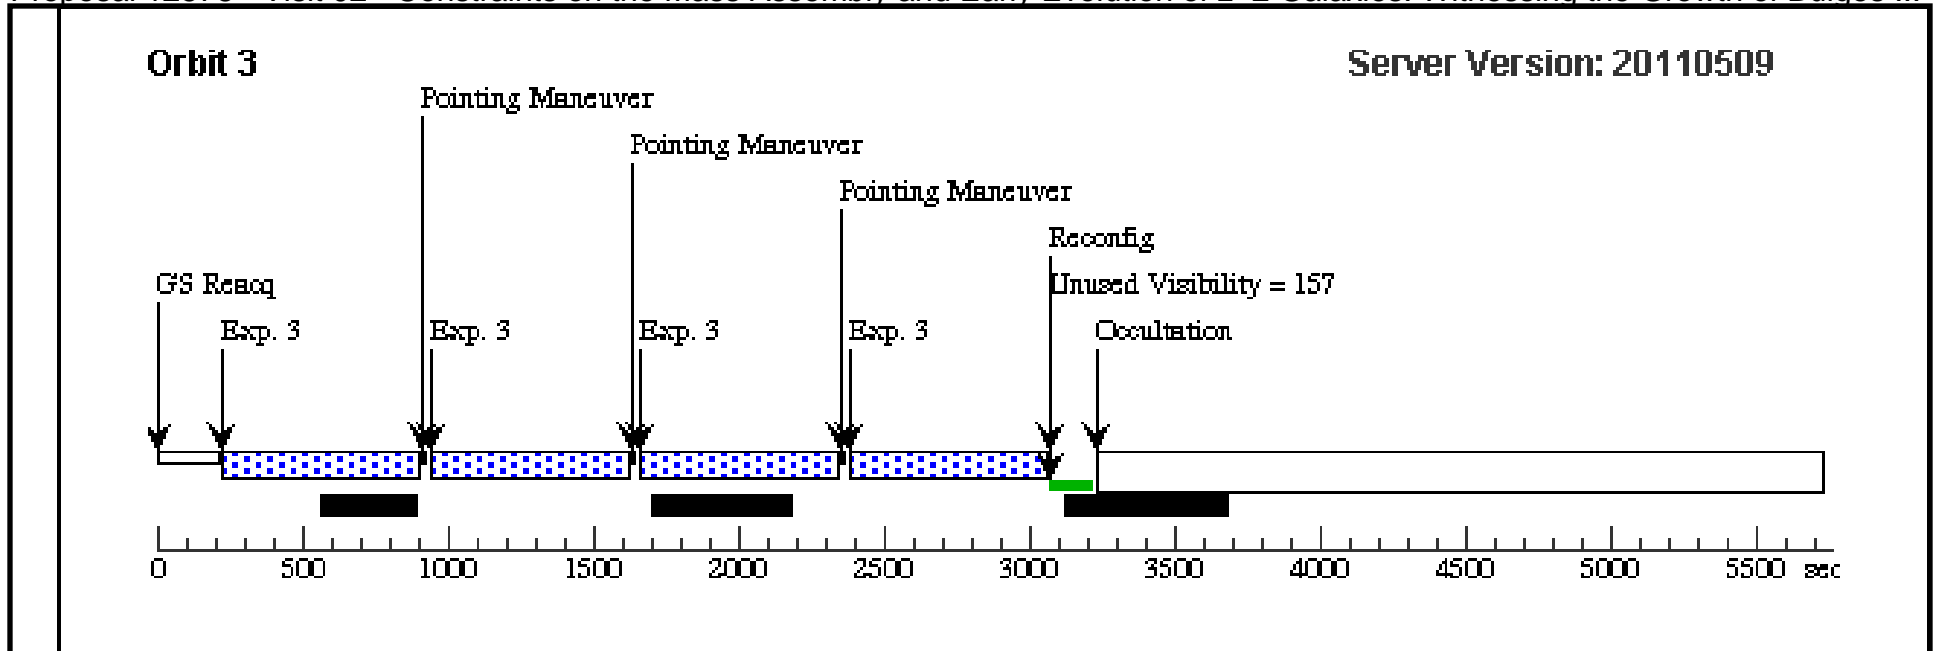 Orbit 3
Server Version: 20110509
Pointing Maneuver
Pointing Maneuver
Pointing Maneuver
Reconfig
GS Reacq
Unused Visibility = 157
Exp. 3
Exp. 3
Exp. 3
Exp. 3
Occultation
0 500 1000 1500 2000 2500 3000 3500 4000 4500 5000 5500 sec